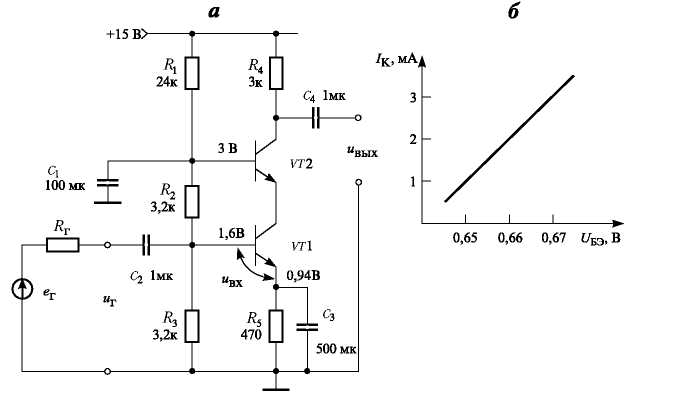 а
б
+15 В
R1
24к
R4
3к
C4 1мк
3 В
VT2
uвых
C1
100 мк
R2
3,2к
1,6В
VT1
Rг
C2 1мк
uвх
0,94В
eг
uг
R3
3,2к
R5
470
C3
500 мк
IК, мА
3
2
1
0,65 0,66 0,67 UБЭ, В